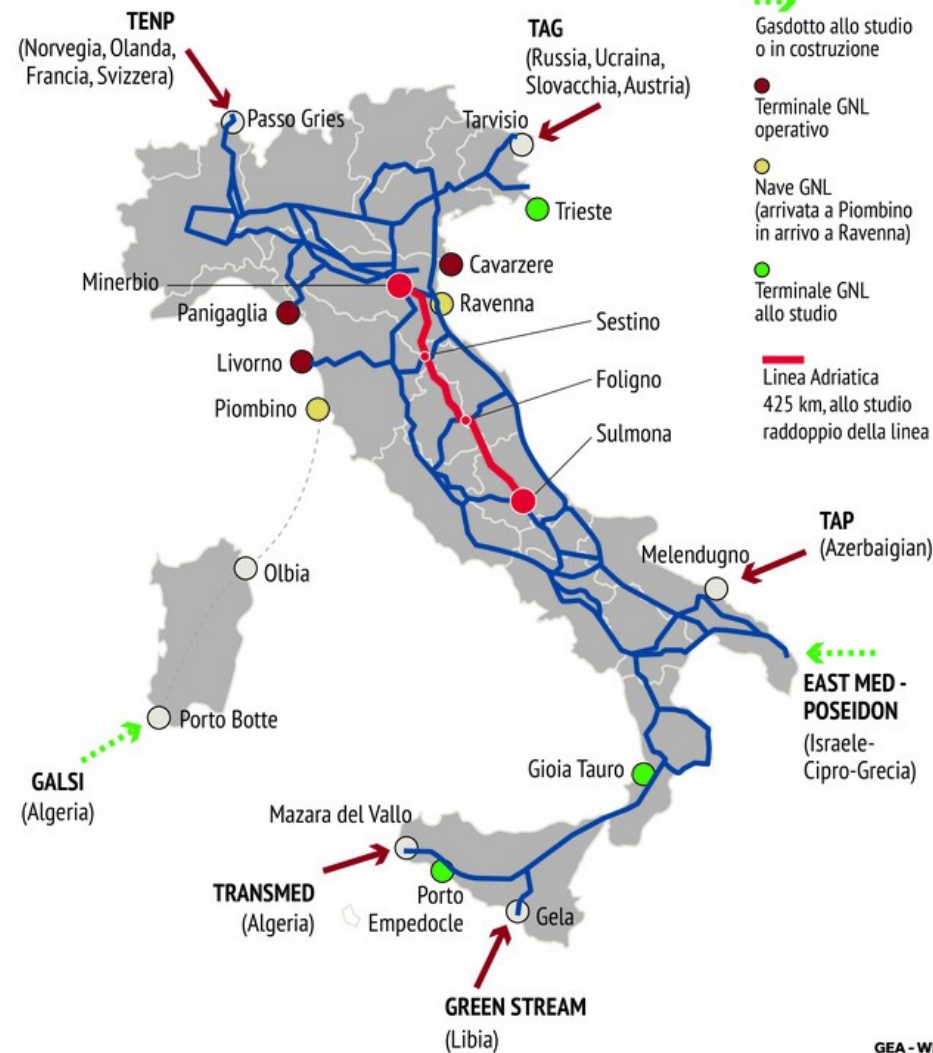 TENP
(Norvegia, Olanda,
Francia, Svizzera)
TAG
(Russia, Ucraina,
Slovacchia, Austria)
Gasdotto allo studio
o in costruzione
Terminale GNL
operativo
Nave GNL
(arrivata a Piombino
in arrivo a Ravenna)
Terminale GNL
allo studio
Linea Adriatica
425 km, allo studio
raddoppio della linea
Passo Gries
Tarvisio
Trieste
Cavarzere
Minerbio
Ravenna
Panigaglia
Sestino
Livorno
Foligno
Piombino
Sulmona
TAP
(Azerbaigian)
Melendugno
Olbia
EAST MED -
POSEIDON
(Israele-
Cipro-Grecia)
Porto Botte
GALSI
(Algeria)
Gioia Tauro
Mazara del Vallo
TRANSMED
(Algeria)
Porto
Empedocle
Gela
GREEN STREAM
(Libia)